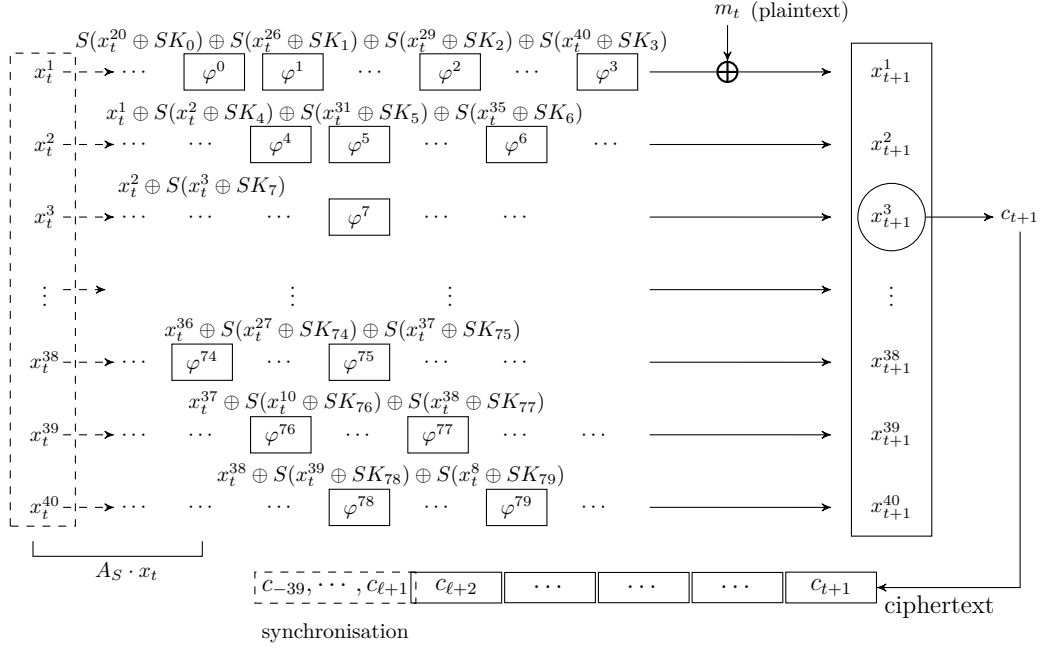 m_t (plaintext)
S(x_t^{20} ⊕ SK_0) ⊕ S(x_t^{26} ⊕ SK_1) ⊕ S(x_t^{29} ⊕ SK_2) ⊕ S(x_t^{40} ⊕ SK_3)
x_t^1 ··· φ^0 φ^1 ··· φ^2 ··· φ^3 ⊕ x_{t+1}^1
x_t^1 ⊕ S(x_t^2 ⊕ SK_4) ⊕ S(x_t^{31} ⊕ SK_5) ⊕ S(x_t^{35} ⊕ SK_6)
x_t^2 ··· ··· φ^4 φ^5 ··· φ^6 ··· x_{t+1}^2
x_t^2 ⊕ S(x_t^3 ⊕ SK_7)
x_t^3 ··· ··· ··· φ^7 ··· ··· x_{t+1}^3 c_{t+1}
⋮ ⋮ ⋮ ⋮
x_t^{36} ⊕ S(x_t^{27} ⊕ SK_{74}) ⊕ S(x_t^{37} ⊕ SK_{75})
x_t^{38} ··· φ^{74} ··· φ^{75} ··· ··· x_{t+1}^{38}
x_t^{37} ⊕ S(x_t^{10} ⊕ SK_{76}) ⊕ S(x_t^{38} ⊕ SK_{77})
x_t^{39} ··· ··· φ^{76} ··· φ^{77} ··· ··· x_{t+1}^{39}
x_t^{38} ⊕ S(x_t^{39} ⊕ SK_{78}) ⊕ S(x_t^8 ⊕ SK_{79})
x_t^{40} ··· ··· ··· φ^{78} ··· φ^{79} ··· x_{t+1}^{40}
A_S · x_t
c_{-39}, ··· , c_{ℓ+1} c_{ℓ+2} ··· ··· ··· c_{t+1}
ciphertext
synchronisation